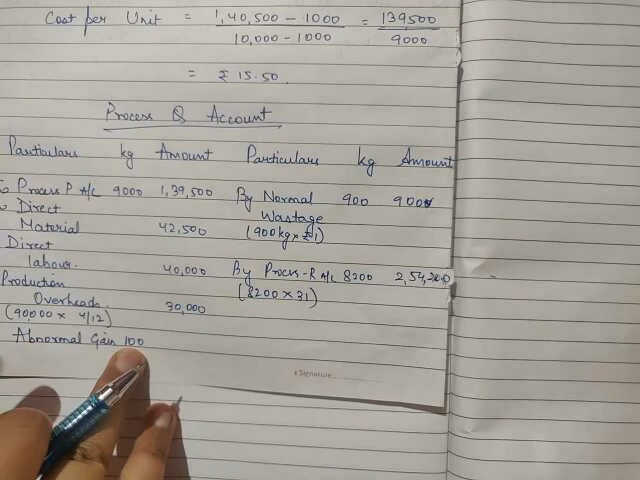 Cost per Unit = 1,40,500 - 1000 / 10,000 - 1000 = 139500 / 9000
= ₹ 15.50
Process Q Account
Particulars kg Amount Particulars kg Amount
Process P A/C 9000 1,39,500 By Normal 900 900
Direct Wastage
Material 42,500 (900kg × ₹1)
Direct
labour. 40,000 By Process-R A/C 8200 2,54,200
Production (8200 × 31)
Overheads. 30,000
(90000 × 4/12)
Abnormal Gain 100
eSignature